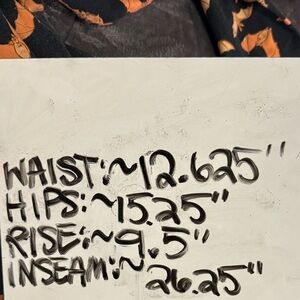 WAIST:~12.625"
HIPS:~15.25"
RISE:~9.5"
INSEAM:~26.25"